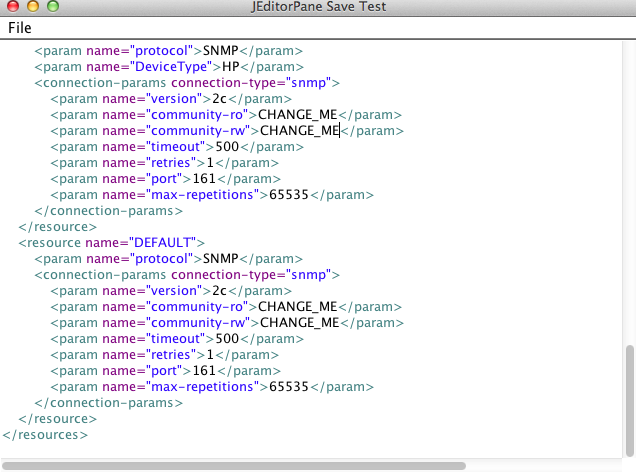 JEditorPane Save Test
File
<param name="protocol">SNMP</param>
<param name="DeviceType">HP</param>
<connection-params connection-type="snmp">
<param name="version">2c</param>
<param name="community-ro">CHANGE_ME</param>
<param name="community-rw">CHANGE_ME</param>
<param name="timeout">500</param>
<param name="retries">1</param>
<param name="port">161</param>
<param name="max-repetitions">65535</param>
</connection-params>
</resource>
<resource name="DEFAULT">
<param name="protocol">SNMP</param>
<connection-params connection-type="snmp">
<param name="version">2c</param>
<param name="community-ro">CHANGE_ME</param>
<param name="community-rw">CHANGE_ME</param>
<param name="timeout">500</param>
<param name="retries">1</param>
<param name="port">161</param>
<param name="max-repetitions">65535</param>
</connection-params>
</resource>
</resources>